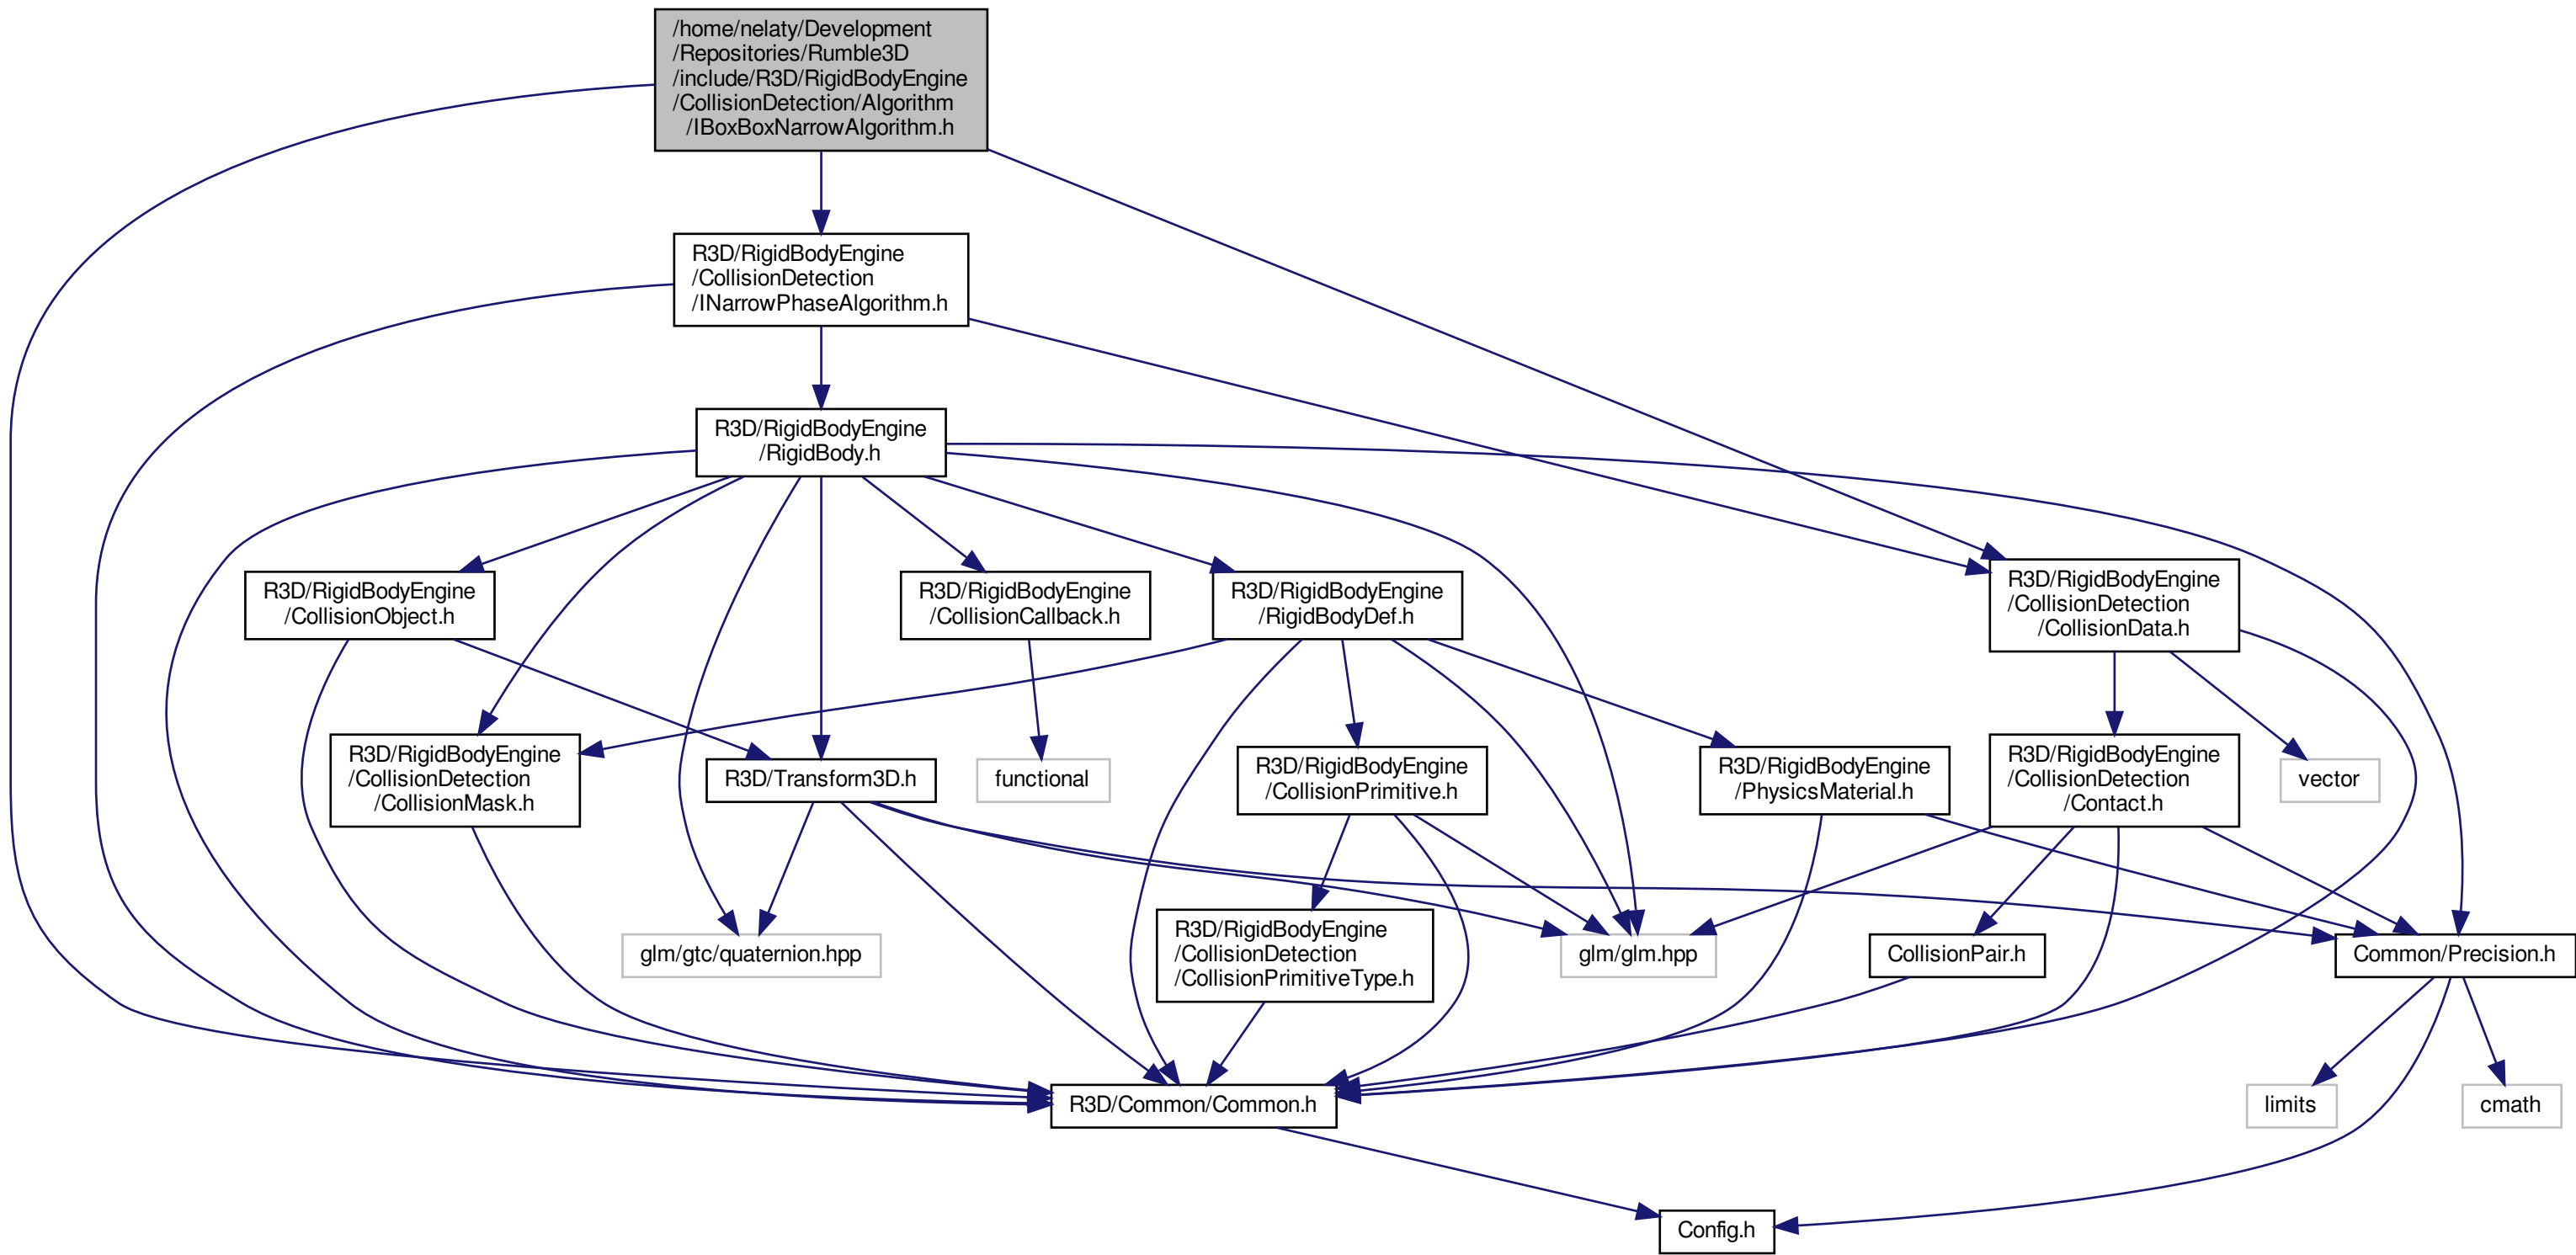 /home/nelaty/Development
/Repositories/Rumble3D
/include/R3D/RigidBodyEngine
/CollisionDetection/Algorithm
/IBoxBoxNarrowAlgorithm.h
R3D/RigidBodyEngine
/CollisionDetection
/INarrowPhaseAlgorithm.h
R3D/RigidBodyEngine
/RigidBody.h
R3D/RigidBodyEngine
/CollisionObject.h
R3D/RigidBodyEngine
/CollisionCallback.h
R3D/RigidBodyEngine
/RigidBodyDef.h
R3D/RigidBodyEngine
/CollisionDetection
/CollisionData.h
R3D/RigidBodyEngine
/CollisionDetection
/CollisionMask.h
R3D/Transform3D.h
functional
R3D/RigidBodyEngine
/CollisionPrimitive.h
R3D/RigidBodyEngine
/PhysicsMaterial.h
R3D/RigidBodyEngine
/CollisionDetection
/Contact.h
vector
glm/gtc/quaternion.hpp
R3D/RigidBodyEngine
/CollisionDetection
/CollisionPrimitiveType.h
glm/glm.hpp
CollisionPair.h
Common/Precision.h
R3D/Common/Common.h
limits
cmath
Config.h